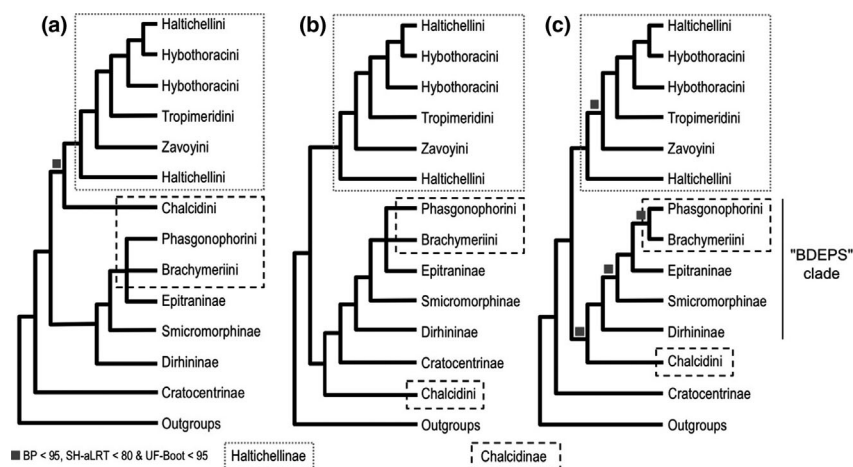 (a)
Haltichellini
Hybothoracini
Hybothoracini
Tropimeridini
Zavoyini
Haltichellini
Chalcidini
Phasgonophorini
Brachymeriini
Epitraninae
Smicromorphinae
Dirhininae
Cratocentrinae
Outgroups
(b)
Haltichellini
Hybothoracini
Hybothoracini
Tropimeridini
Zavoyini
Haltichellini
Phasgonophorini
Brachymeriini
Epitraninae
Smicromorphinae
Dirhininae
Cratocentrinae
Chalcidini
Outgroups
(c)
Haltichellini
Hybothoracini
Hybothoracini
Tropimeridini
Zavoyini
Haltichellini
Phasgonophorini
Brachymeriini
Epitraninae
Smicromorphinae
Dirhininae
Chalcidini
Cratocentrinae
Outgroups
"BDEPS"
clade
BP < 95, SH-aLRT < 80 & UF-Boot < 95
Haltichellinae
Chalcidinae